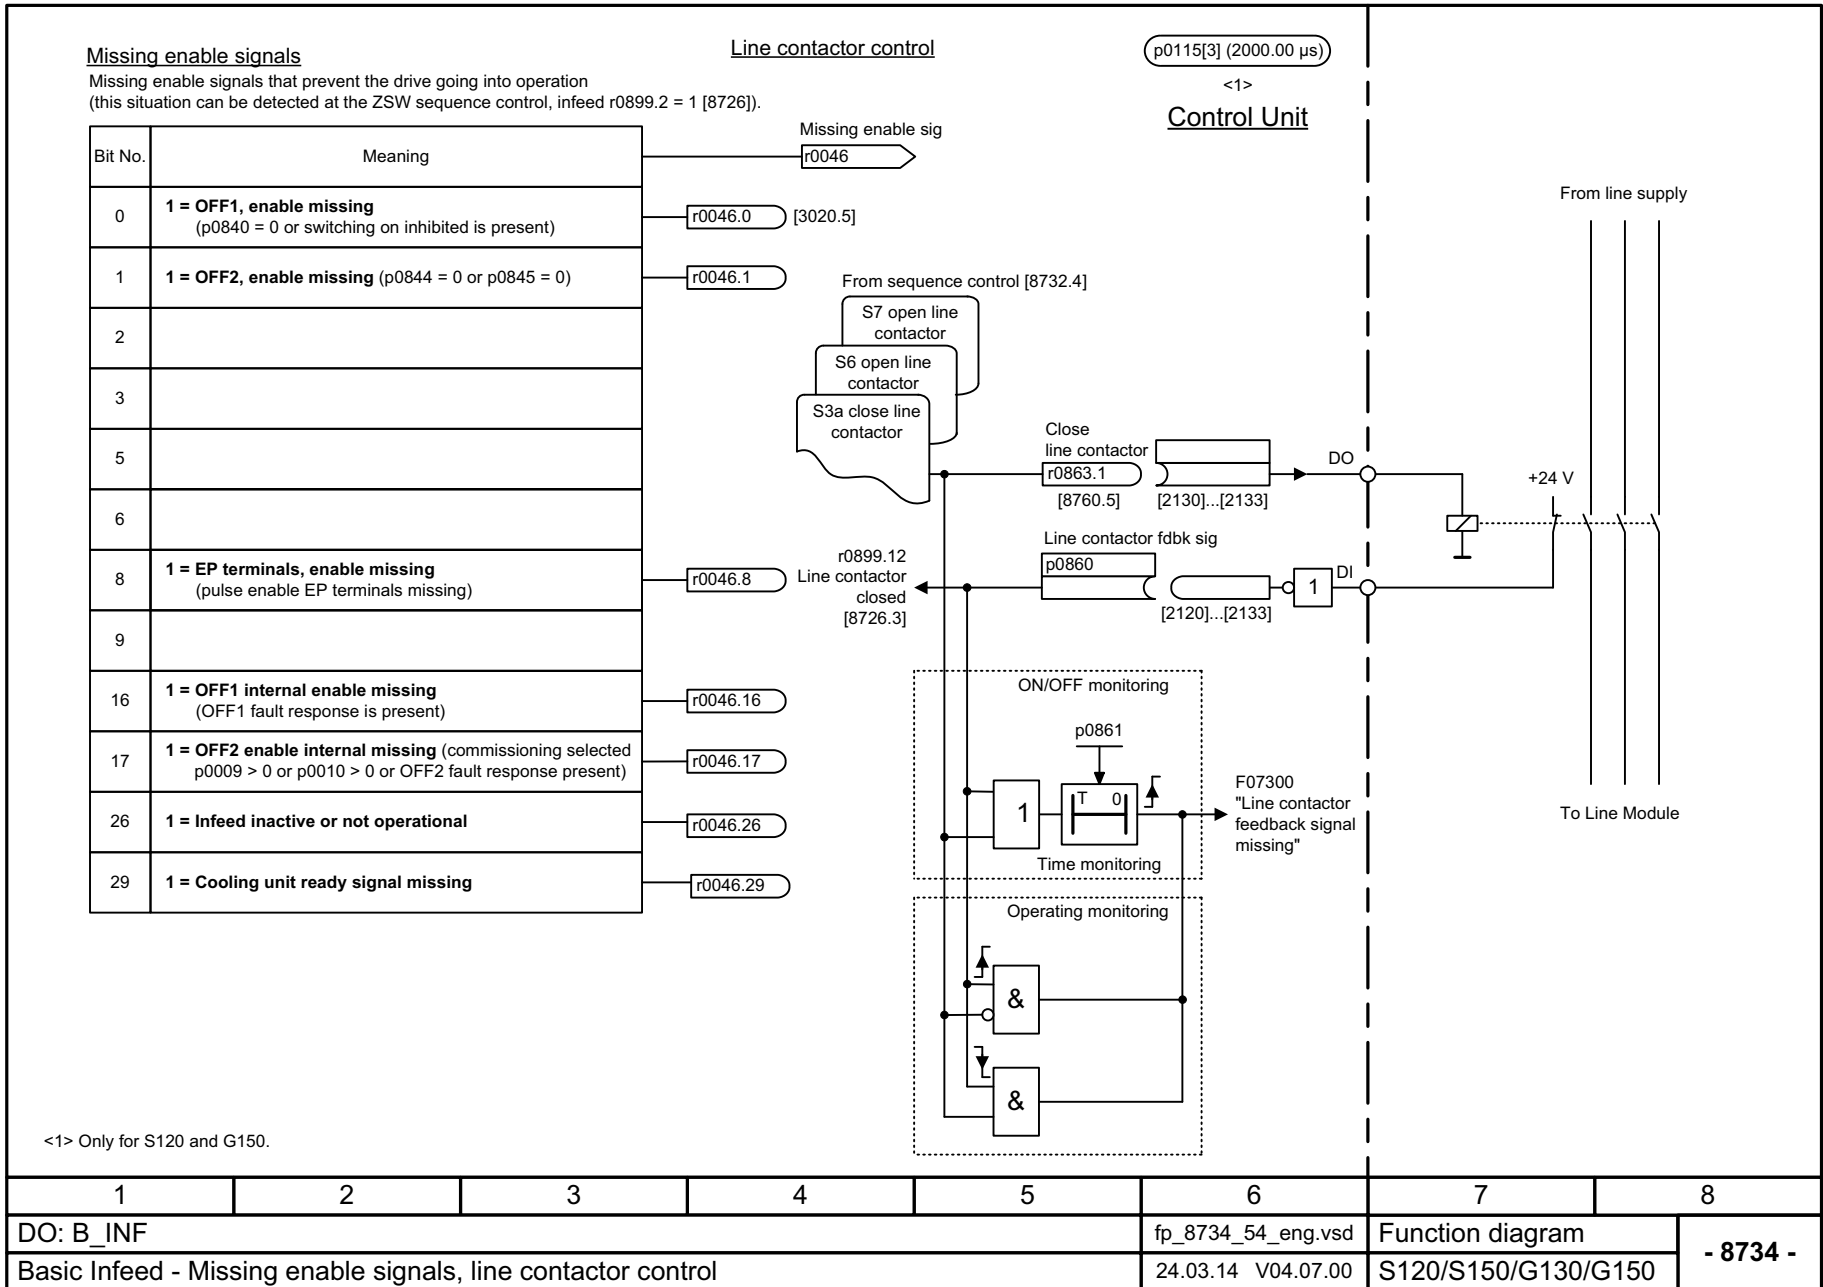 Missing enable signals
Missing enable signals that prevent the drive going into operation
(this situation can be detected at the ZSW sequence control, infeed r0899.2 = 1 [8726]).
Line contactor control
p0115[3] (2000.00 µs)
<1>
Control Unit
Bit No.
Meaning
Missing enable sig
r0046
0
1 = OFF1, enable missing
(p0840 = 0 or switching on inhibited is present)
r0046.0
[3020.5]
1
1 = OFF2, enable missing (p0844 = 0 or p0845 = 0)
r0046.1
2
3
5
6
8
1 = EP terminals, enable missing
(pulse enable EP terminals missing)
r0046.8
9
16
1 = OFF1 internal enable missing
(OFF1 fault response is present)
r0046.16
17
1 = OFF2 enable internal missing (commissioning selected
p0009 > 0 or p0010 > 0 or OFF2 fault response present)
r0046.17
26
1 = Infeed inactive or not operational
r0046.26
29
1 = Cooling unit ready signal missing
r0046.29
From sequence control [8732.4]
S7 open line
contactor
S6 open line
contactor
S3a close line
contactor
Close
line contactor
r0863.1
[8760.5]
[2130]...[2133]
DO
r0899.12
Line contactor
closed
[8726.3]
Line contactor fdbk sig
p0860
[2120]...[2133]
1
DI
+24 V
From line supply
To Line Module
ON/OFF monitoring
p0861
1
T 0
Time monitoring
F07300
"Line contactor
feedback signal
missing"
Operating monitoring
&
&
<1> Only for S120 and G150.
1 2 3 4 5 6 7 8
DO: B_INF
fp_8734_54_eng.vsd
Function diagram
- 8734 -
Basic Infeed - Missing enable signals, line contactor control
24.03.14 V04.07.00
S120/S150/G130/G150